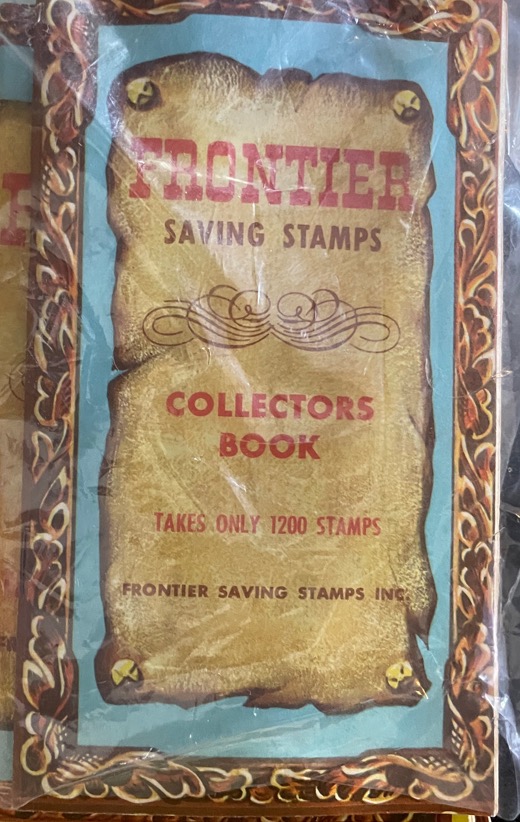 FRONTIER
SAVING STAMPS
COLLECTORS
BOOK
TAKES ONLY 1200 STAMPS
FRONTIER SAVING STAMPS INC.